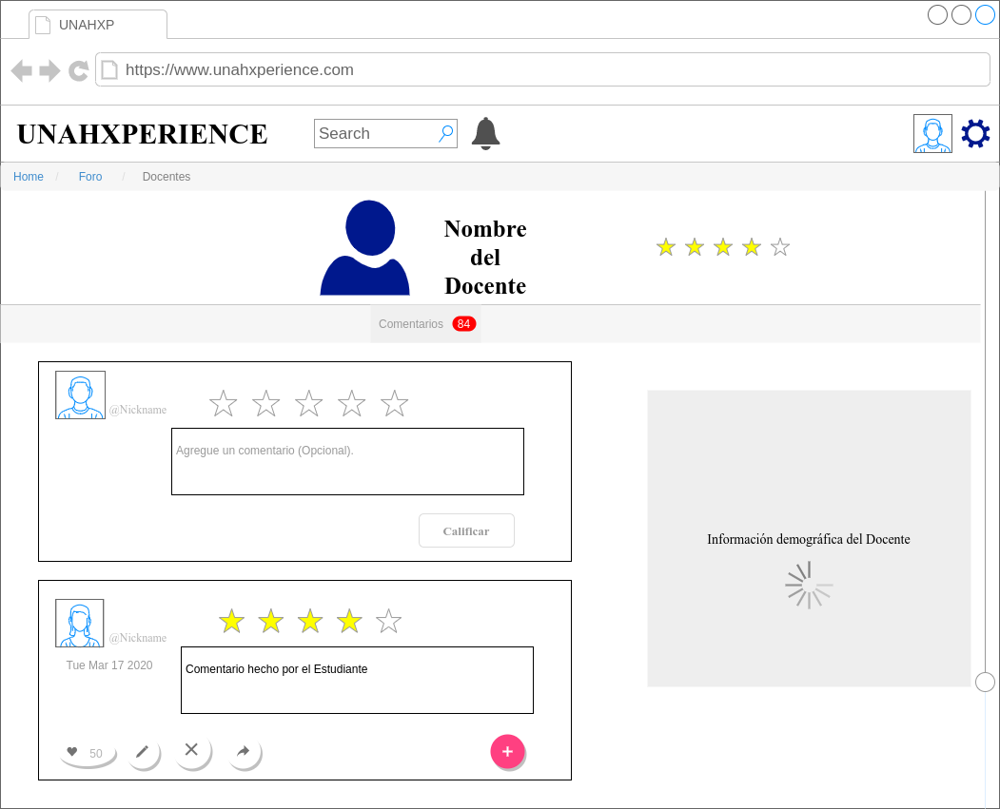 UNAHXP
https://www.unahxperience.com
UNAHXPERIENCE
Search
Home / Foro / Docentes
Nombre
del
Docente
Comentarios 84
@Nickname
Agregue un comentario (Opcional).
Calificar
Información demográfica del Docente
@Nickname
Tue Mar 17 2020
Comentario hecho por el Estudiante
50